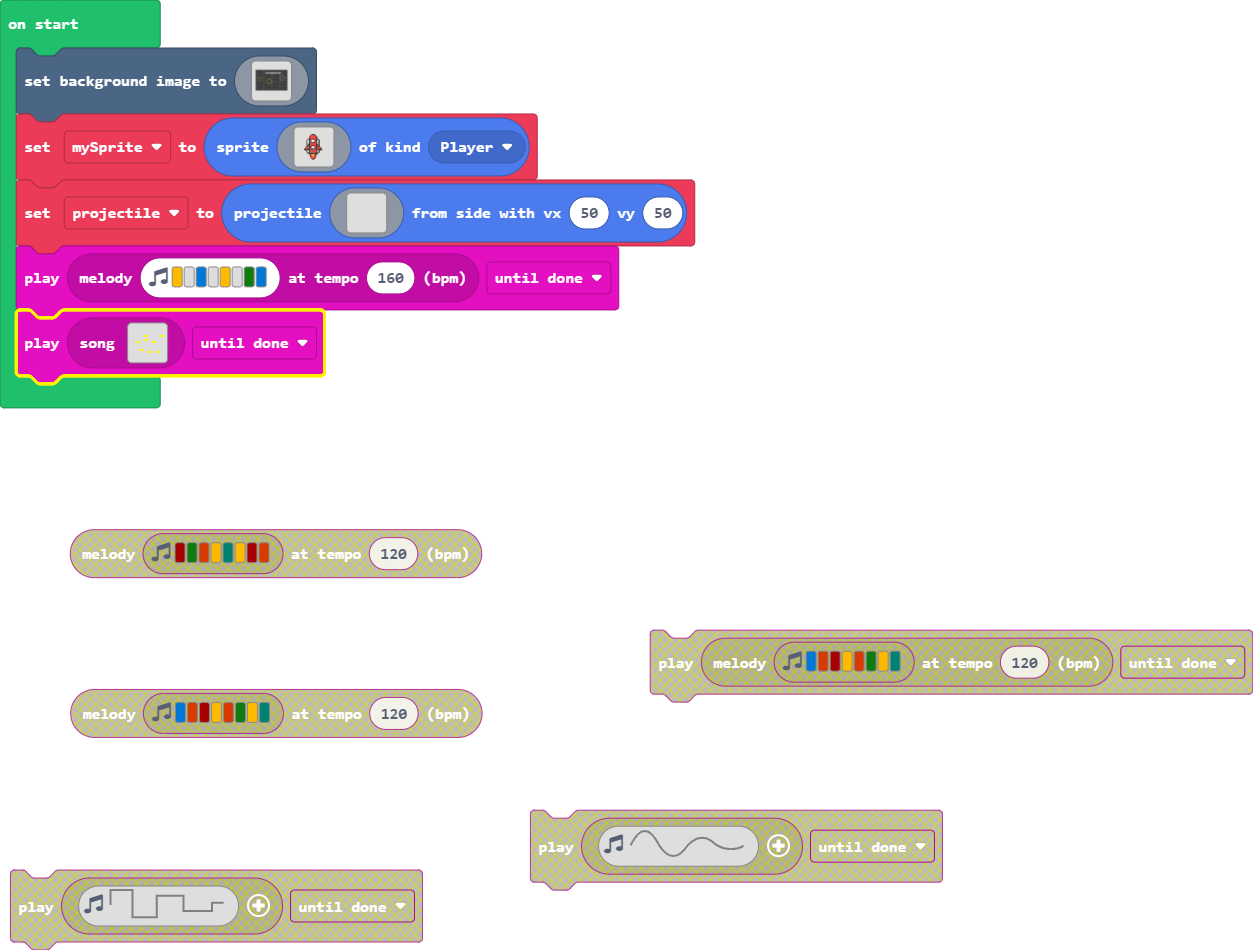 on start
set background image to
set mySprite to sprite of kind Player
set projectile to projectile from side with vx 50 vy 50
play melody at tempo 160 (bpm) until done
play song until done
melody at tempo 120 (bpm)
play melody at tempo 120 (bpm) until done
melody at tempo 120 (bpm)
play until done
play until done